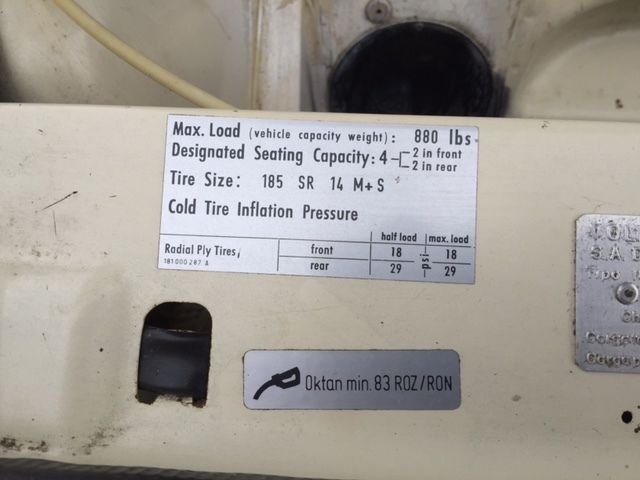 Max. Load (vehicle capacity weight): 880 lbs.
Designated Seating Capacity: 4 2 in front
2 in rear
Tire Size: 185 SR 14 M+S
Cold Tire Inflation Pressure
half load max. load
Radial Ply Tires, front 18 psi 18
181 000 287 A rear 29 29
Oktan min. 83 ROZ/RON